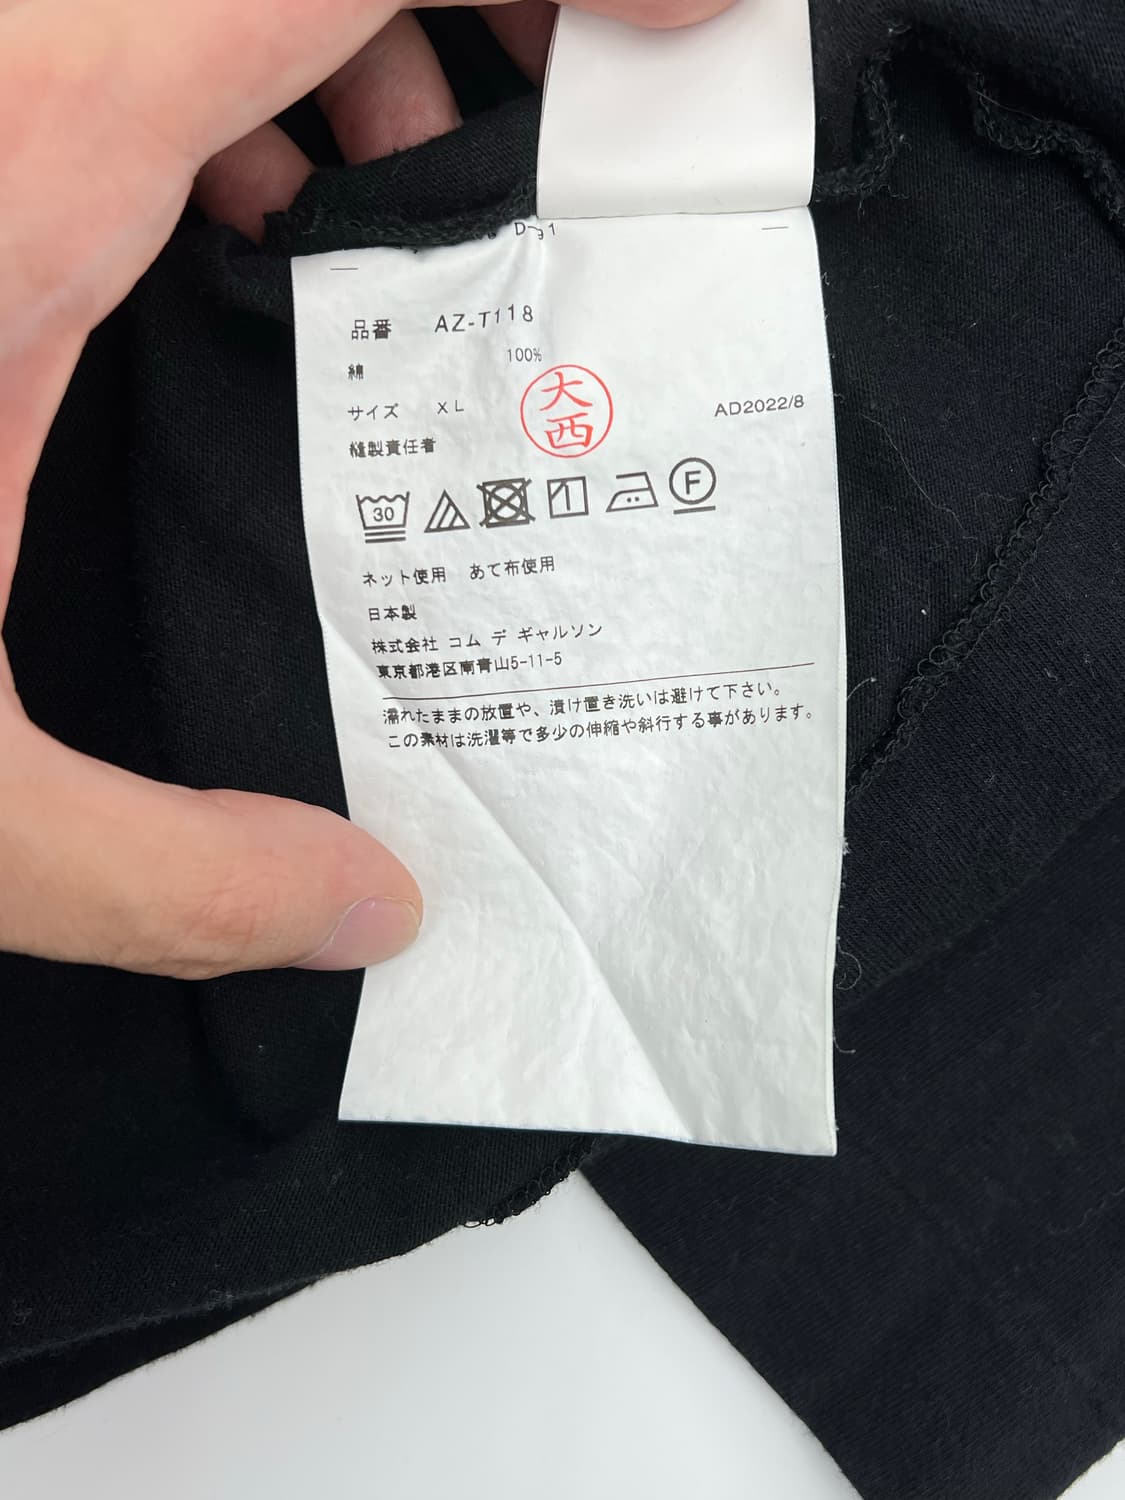 品番 AZ-T118
綿 100%
サイズ XL
大西
AD2022/8
縫製責任者
30
F
ネット使用 あて布使用
日本製
株式会社 コム デ ギャルソン
東京都港区南青山5-11-5
濡れたままの放置や、漬け置き洗いは避けて下さい。
この素材は洗濯等で多少の伸縮や斜行する事があります。